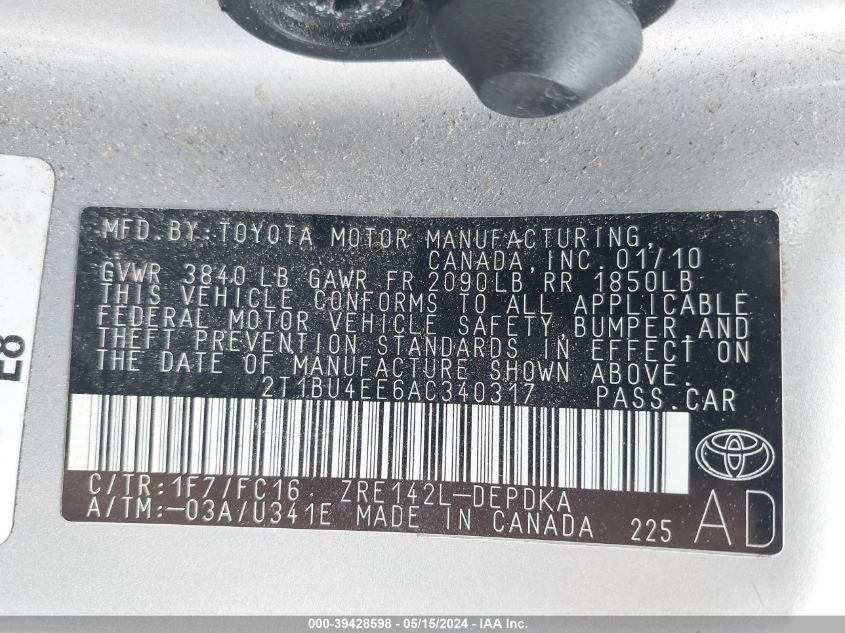 MFD.BY:TOYOTA MOTOR MANUFACTURING,
CANADA, INC. 01/10
GVWR 3840 LB GAWR FR 2090LB RR 1850LB
THIS VEHICLE CONFORMS TO ALL APPLICABLE
FEDERAL MOTOR VEHICLE SAFETY, BUMPER, AND
THEFT PREVENTION STANDARDS IN EFFECT ON
THE DATE OF MANUFACTURE SHOWN ABOVE.
2T1BU4EE6AC340317 PASS.CAR
C/TR:1F7/FC16 ZRE142L-DEPDKA
A/TM:-03A/U341E MADE IN CANADA 225 AD
E8
000-39428598 - 05/15/2024 - IAA Inc.